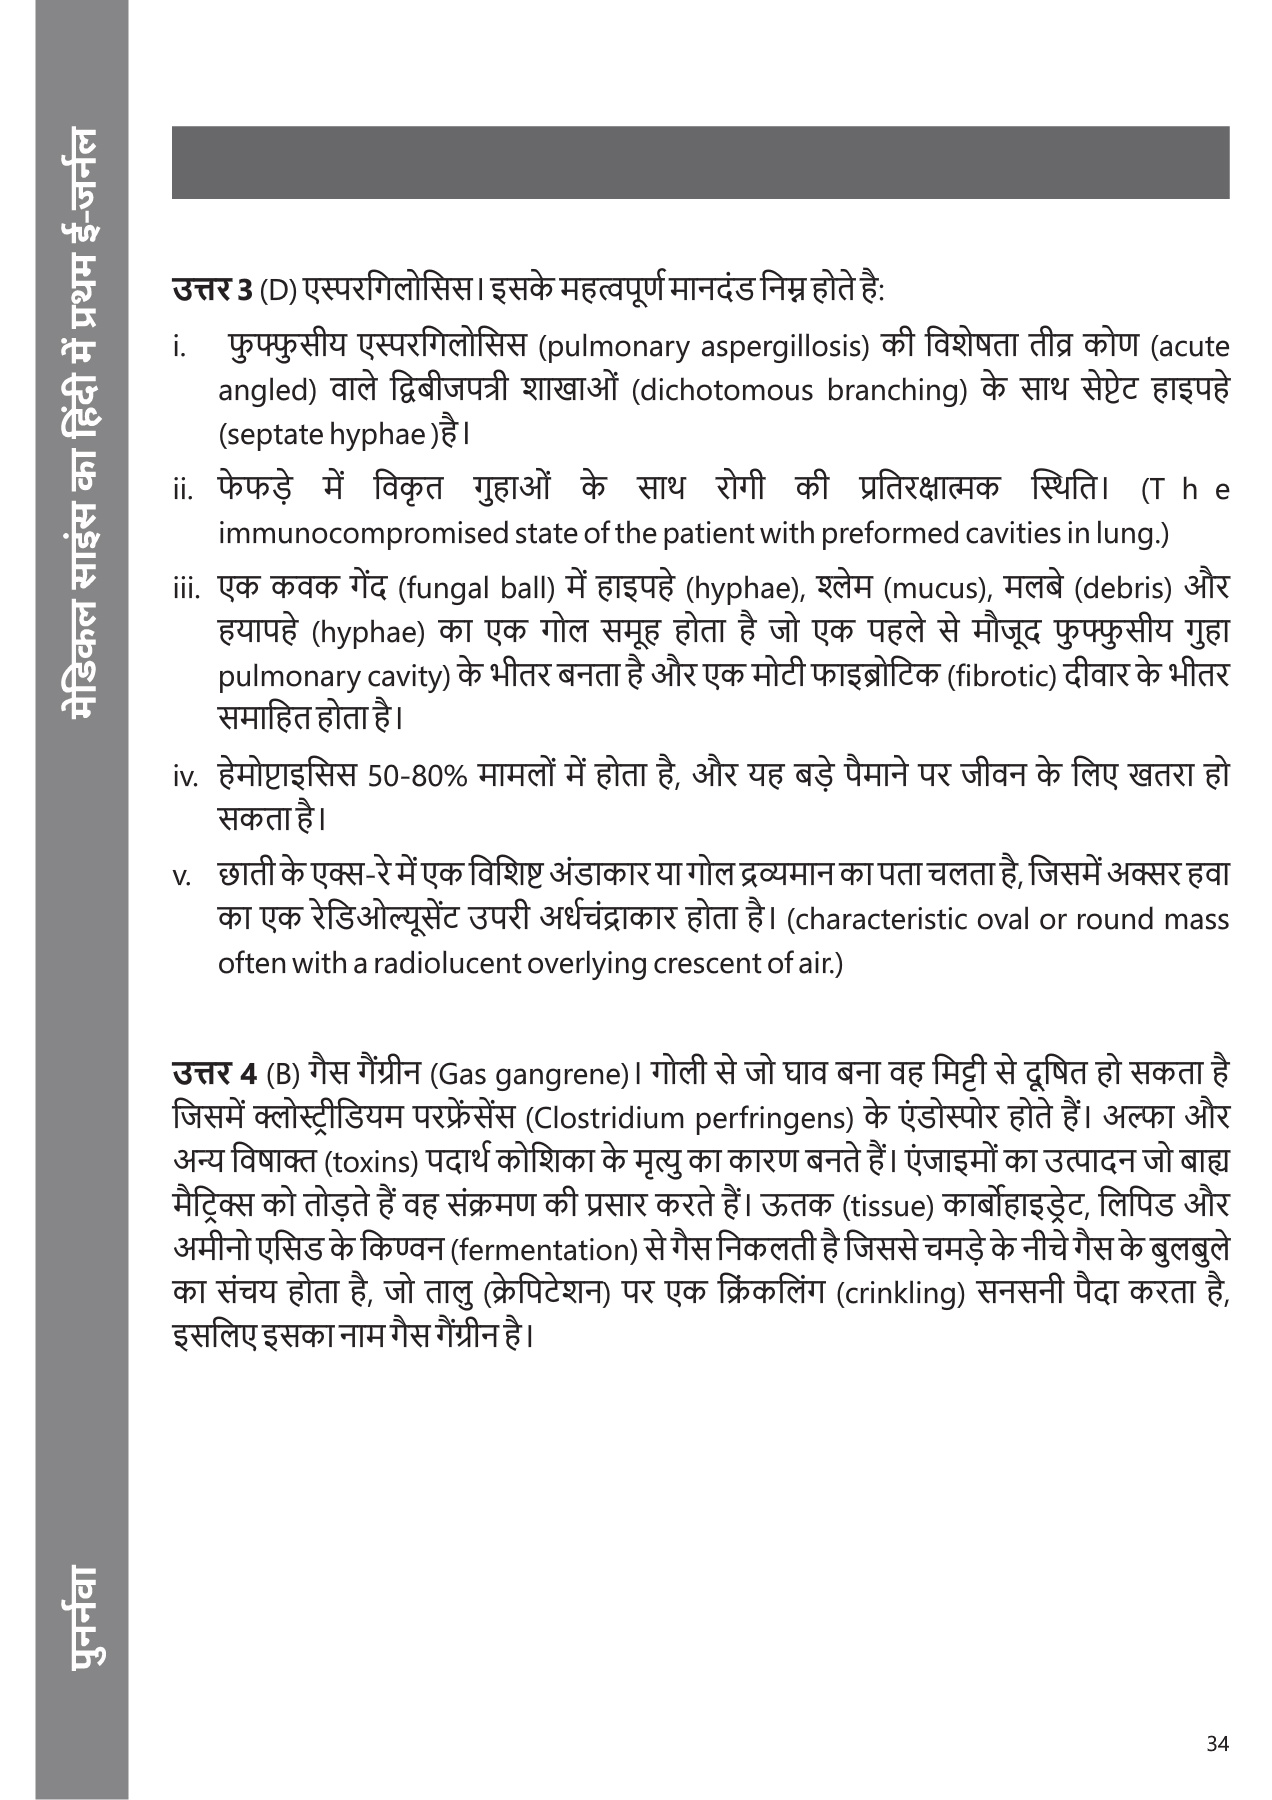 मेडिकल साइंस का हिंदी में प्रथम ई-जर्नल
उत्तर 3 (D) एस्परगिलोसिस। इसके महत्वपूर्ण मानदंड निम्न होते है:
i. फुफ्फुसीय एस्परगिलोसिस (pulmonary aspergillosis) की विशेषता तीव्र कोण (acute
angled) वाले द्विबीजपत्री शाखाओं (dichotomous branching) के साथ सेप्टेट हाइपहे
(septate hyphae )है।
ii. फेफड़े में विकृत गुहाओं के साथ रोगी की प्रतिरक्षात्मक स्थिति। (T h e
immunocompromised state of the patient with preformed cavities in lung.)
iii. एक कवक गेंद (fungal ball) में हाइपहे (hyphae), श्लेम (mucus), मलबे (debris) और
हयापहे (hyphae) का एक गोल समूह होता है जो एक पहले से मौजूद फुफ्फुसीय गुहा
pulmonary cavity) के भीतर बनता है और एक मोटी फाइब्रोटिक (fibrotic) दीवार के भीतर
समाहित होता है।
iv. हेमोप्टाइसिस 50-80% मामलों में होता है, और यह बड़े पैमाने पर जीवन के लिए खतरा हो
सकता है।
v. छाती के एक्स-रे में एक विशिष्ट अंडाकार या गोल द्रव्यमान का पता चलता है, जिसमें अक्सर हवा
का एक रेडिओल्यूसेंट उपरी अर्धचंद्राकार होता है। (characteristic oval or round mass
often with a radiolucent overlying crescent of air.)
उत्तर 4 (B) गैस गैंग्रीन (Gas gangrene)। गोली से जो घाव बना वह मिट्टी से दूषित हो सकता है
जिसमें क्लोस्ट्रीडियम परफ्रेंसेंस (Clostridium perfringens) के एंडोस्पोर होते हैं। अल्फा और
अन्य विषाक्त (toxins) पदार्थ कोशिका के मृत्यु का कारण बनते हैं। एंजाइमों का उत्पादन जो बाह्य
मैट्रिक्स को तोड़ते हैं वह संक्रमण की प्रसार करते हैं। ऊतक (tissue) कार्बोहाइड्रेट, लिपिड और
अमीनो एसिड के किण्वन (fermentation) से गैस निकलती है जिससे चमड़े के नीचे गैस के बुलबुले
का संचय होता है, जो तालु (क्रेपिटेशन) पर एक क्रिंकलिंग (crinkling) सनसनी पैदा करता है,
इसलिए इसका नाम गैस गैंग्रीन है।
पुनर्नवा
34